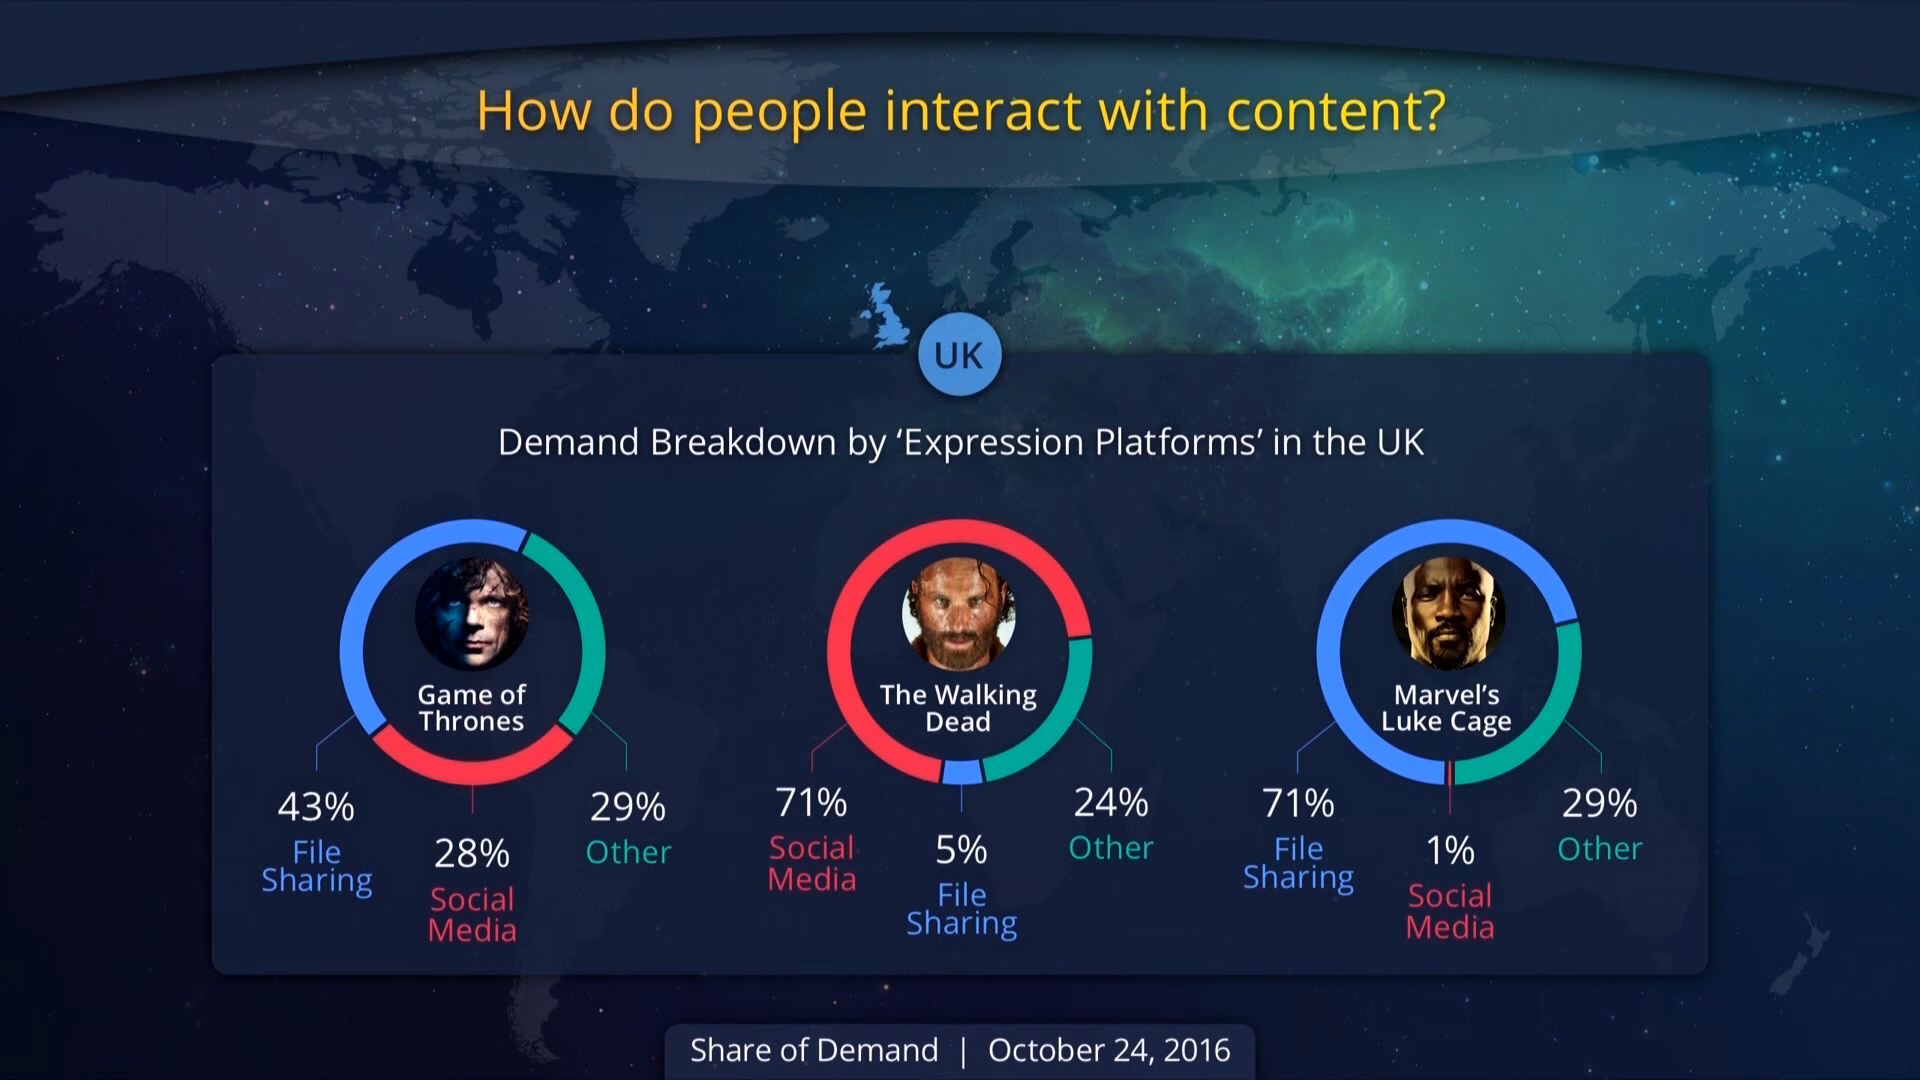 How do people interact with content?
UK
Demand Breakdown by ‘Expression Platforms’ in the UK
Game of
Thrones
43%
File
Sharing
28%
Social
Media
29%
Other
The Walking
Dead
71%
Social
Media
5%
File
Sharing
24%
Other
Marvel’s
Luke Cage
71%
File
Sharing
1%
Social
Media
29%
Other
Share of Demand | October 24, 2016